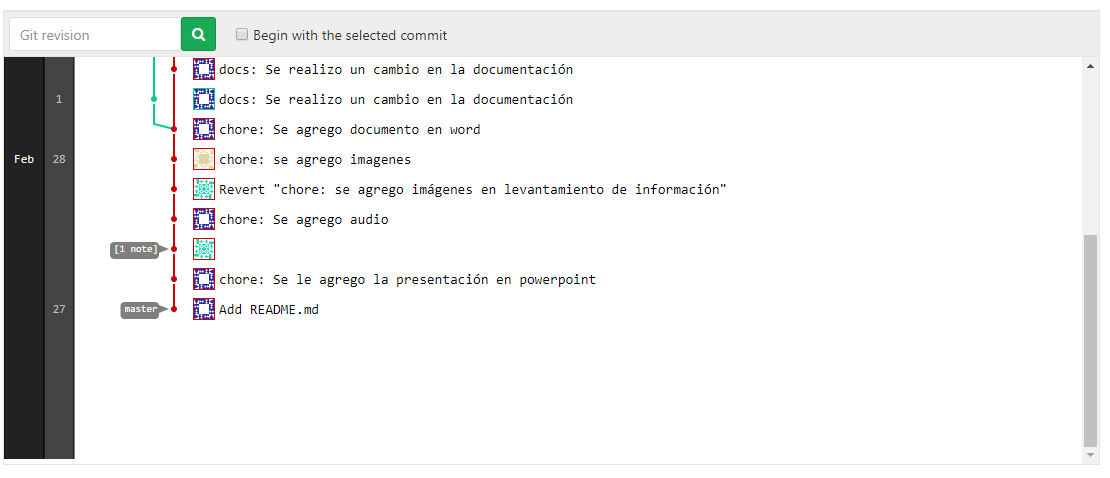 Git revision
Begin with the selected commit
docs: Se realizo un cambio en la documentación
1 docs: Se realizo un cambio en la documentación
chore: Se agrego documento en word
Feb 28 chore: se agrego imagenes
Revert "chore: se agrego imágenes en levantamiento de información"
chore: Se agrego audio
[1 note]
chore: Se le agrego la presentación en powerpoint
27 master Add README.md